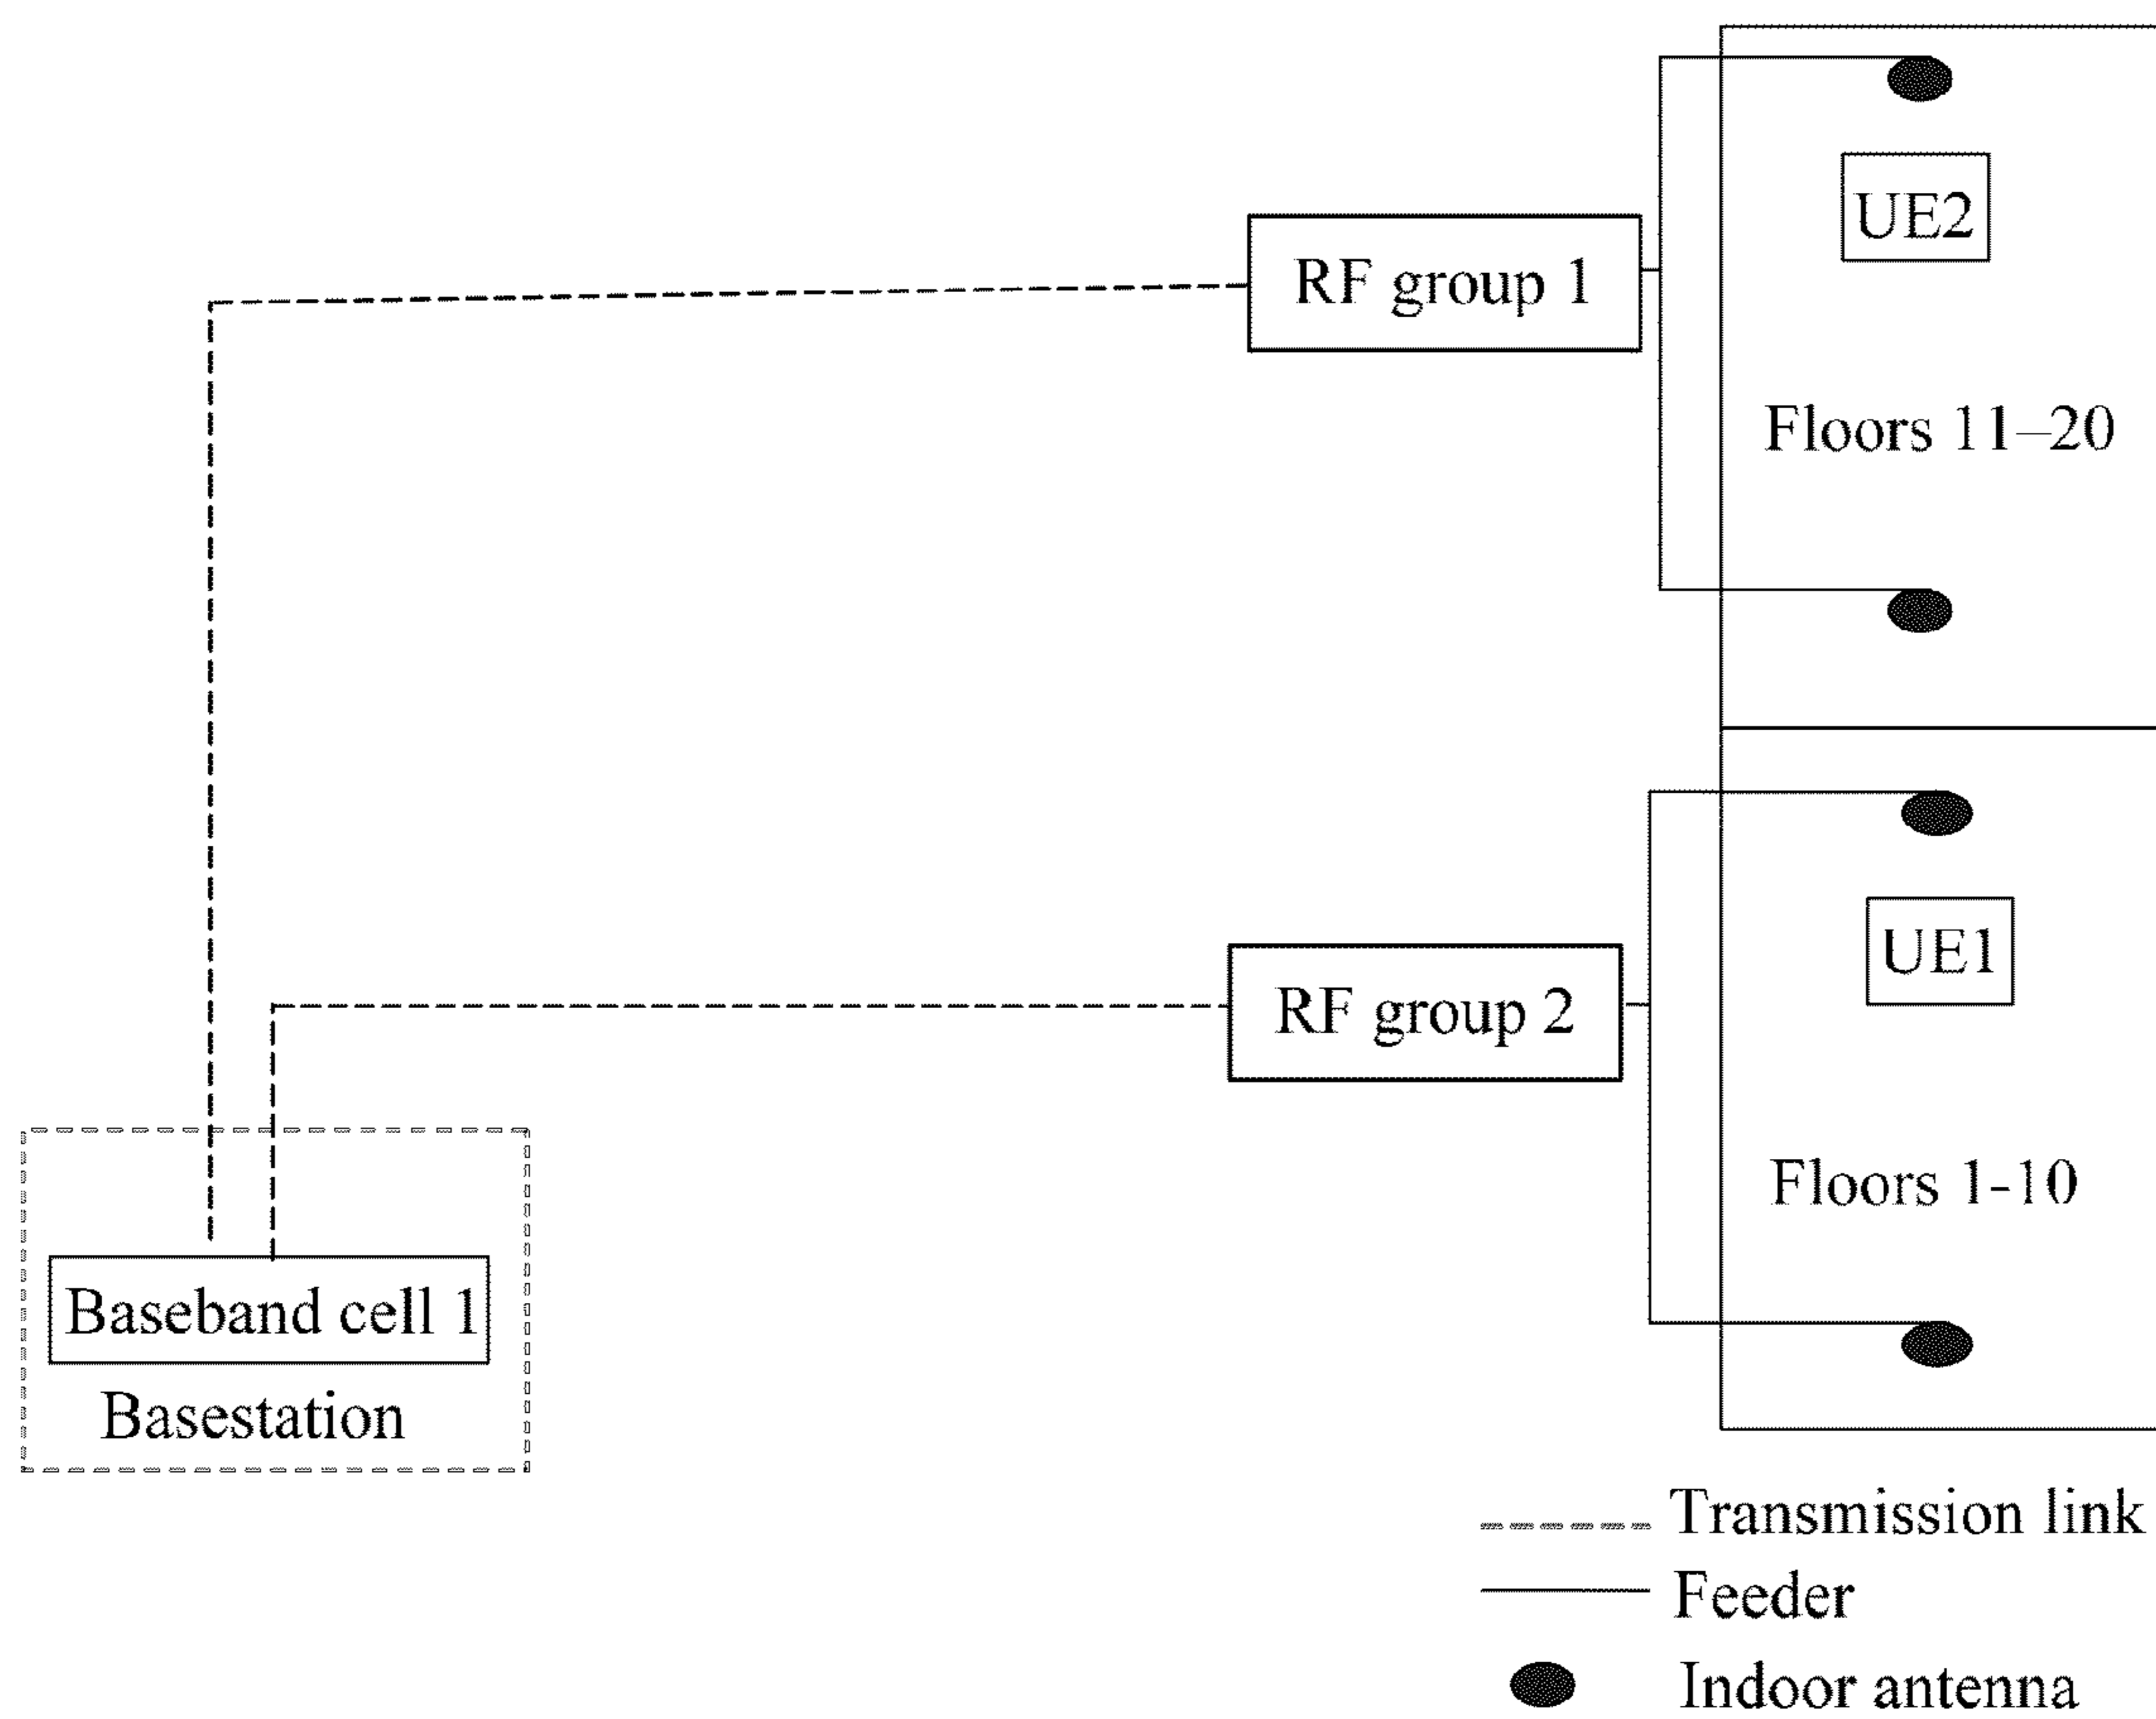 UE2
RF group 1
Floors 11–20
UE1
RF group 2
Floors 1-10
Baseband cell 1
Basestation
Transmission link
Feeder
Indoor antenna